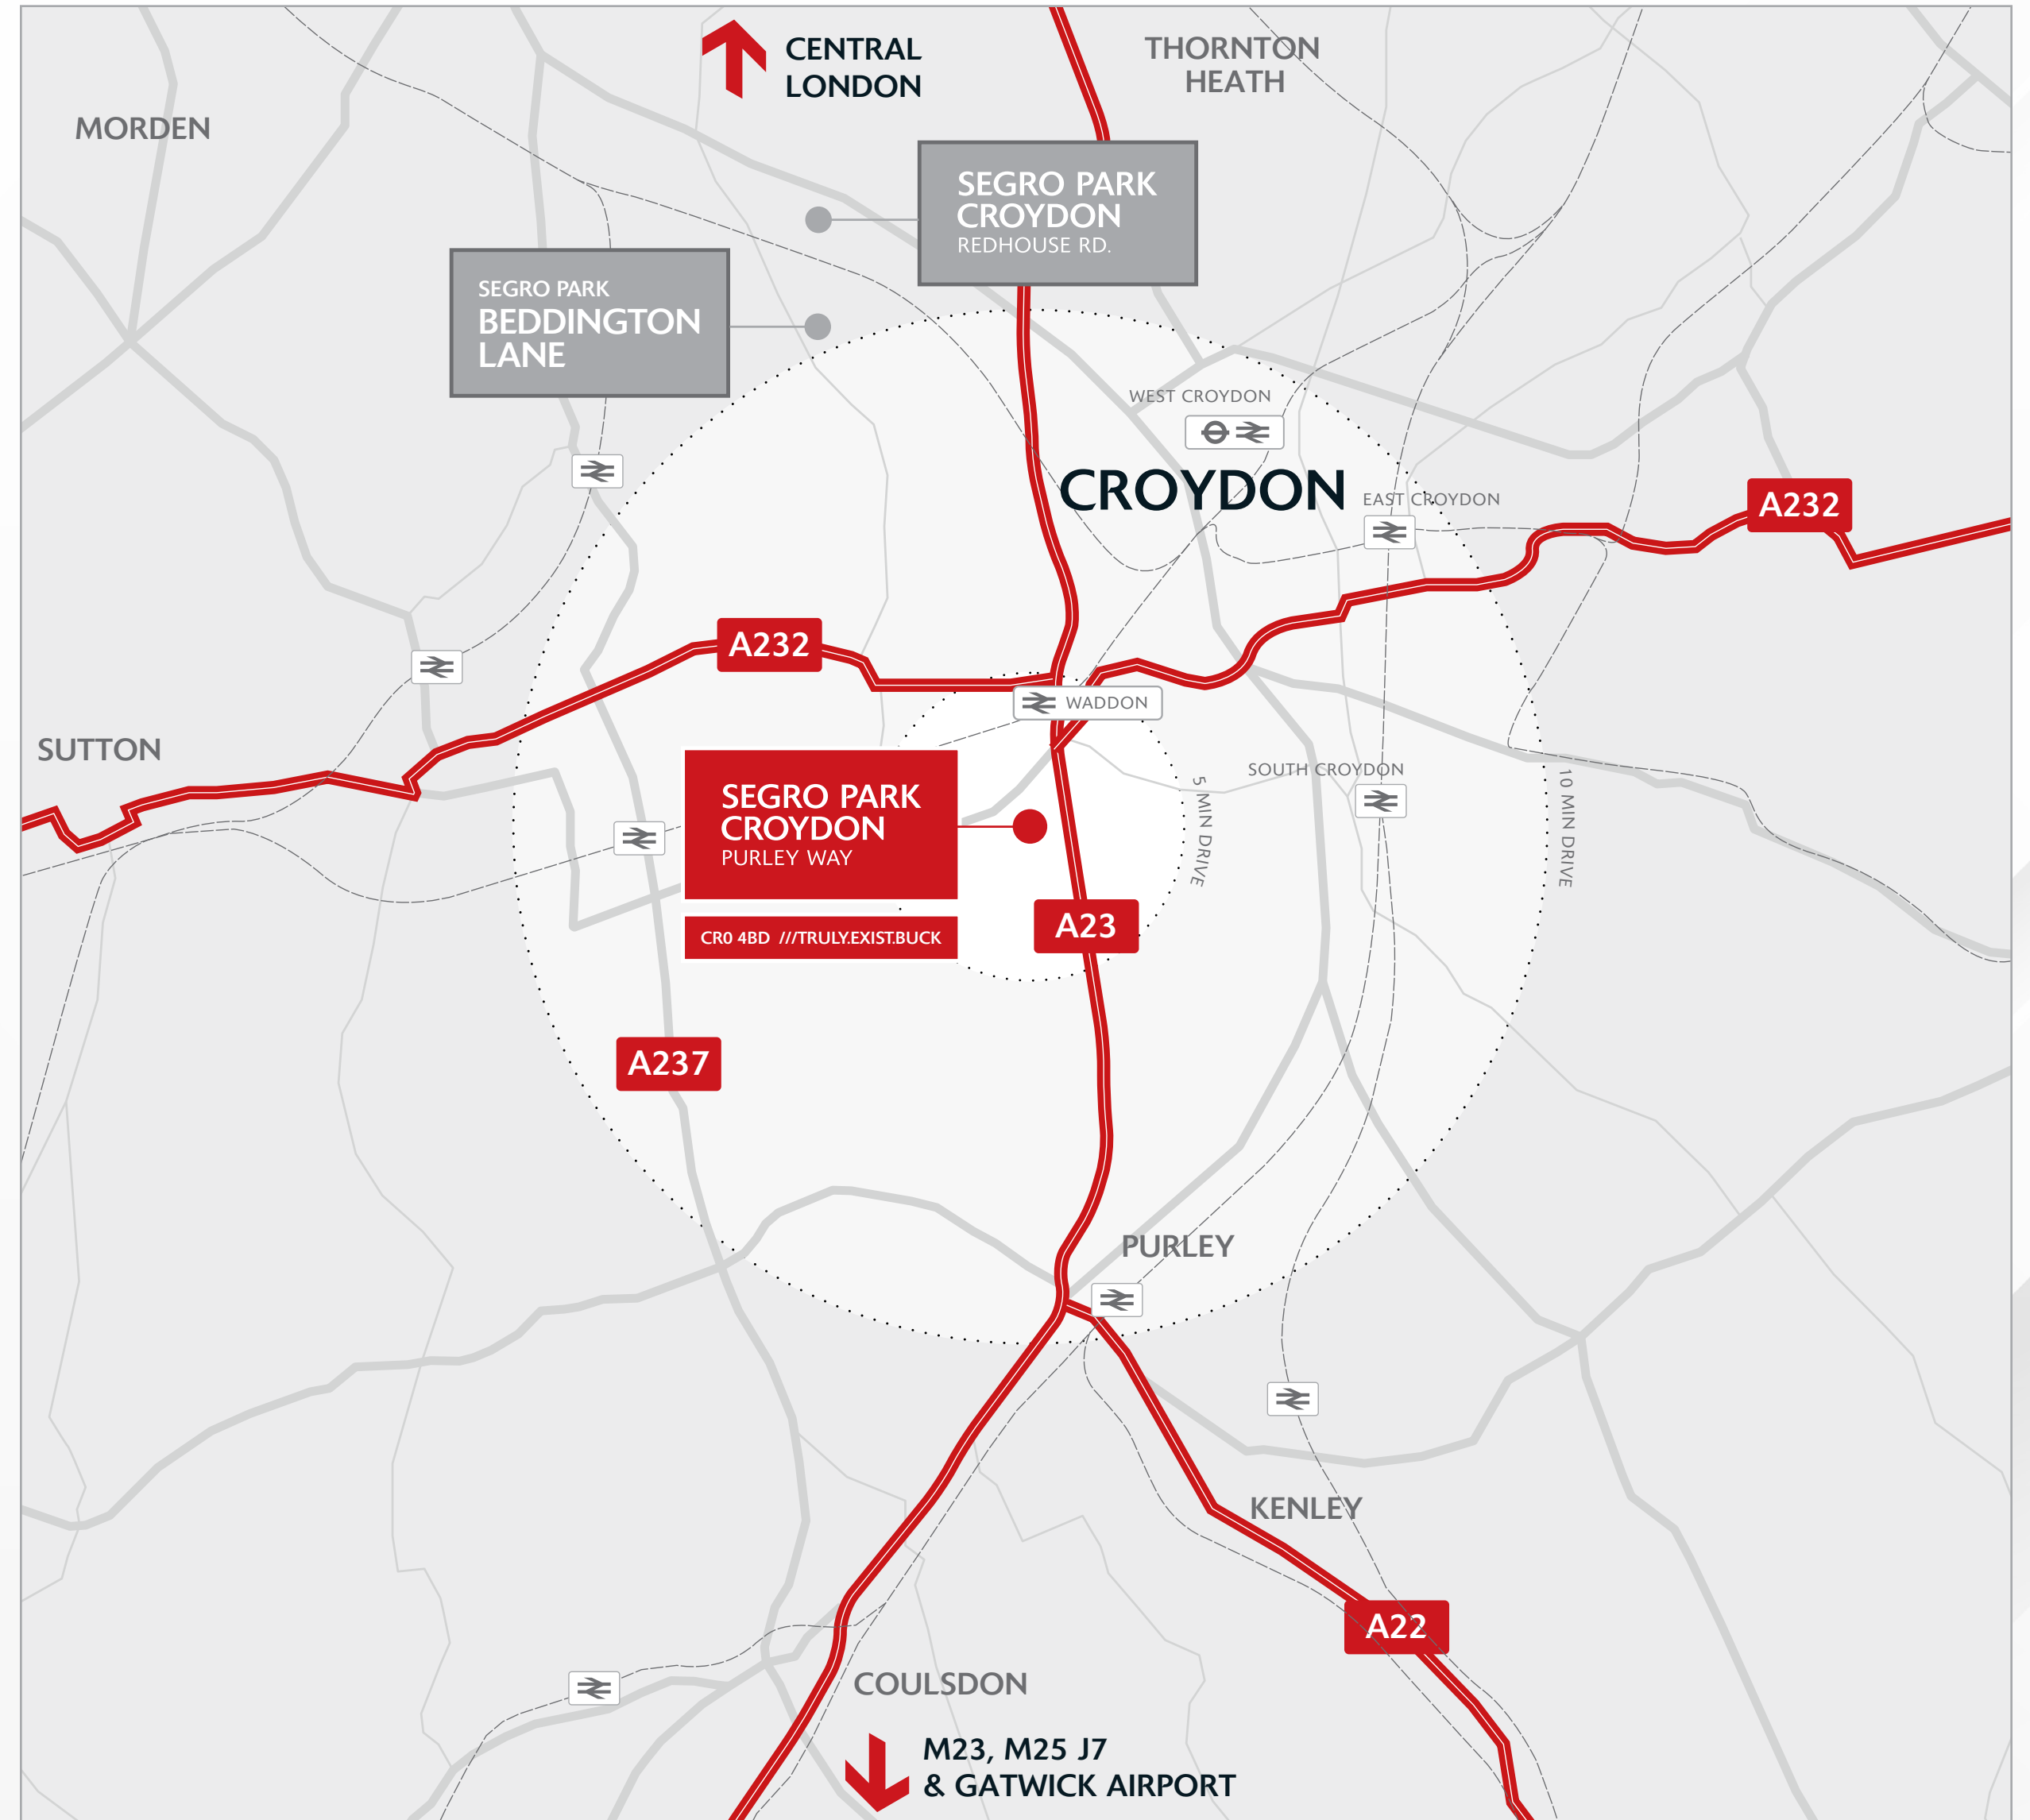 CENTRAL
LONDON
THORNTON
HEATH
MORDEN
SEGRO PARK
CROYDON
REDHOUSE RD.
SEGRO PARK
BEDDINGTON
LANE
WEST CROYDON
CROYDON
EAST CROYDON
A232
A232
WADDON
SUTTON
SOUTH CROYDON
5 MIN DRIVE
10 MIN DRIVE
SEGRO PARK
CROYDON
PURLEY WAY
A23
CR0 4BD ///TRULY.EXIST.BUCK
A237
PURLEY
KENLEY
A22
COULSDON
M23, M25 J7
& GATWICK AIRPORT